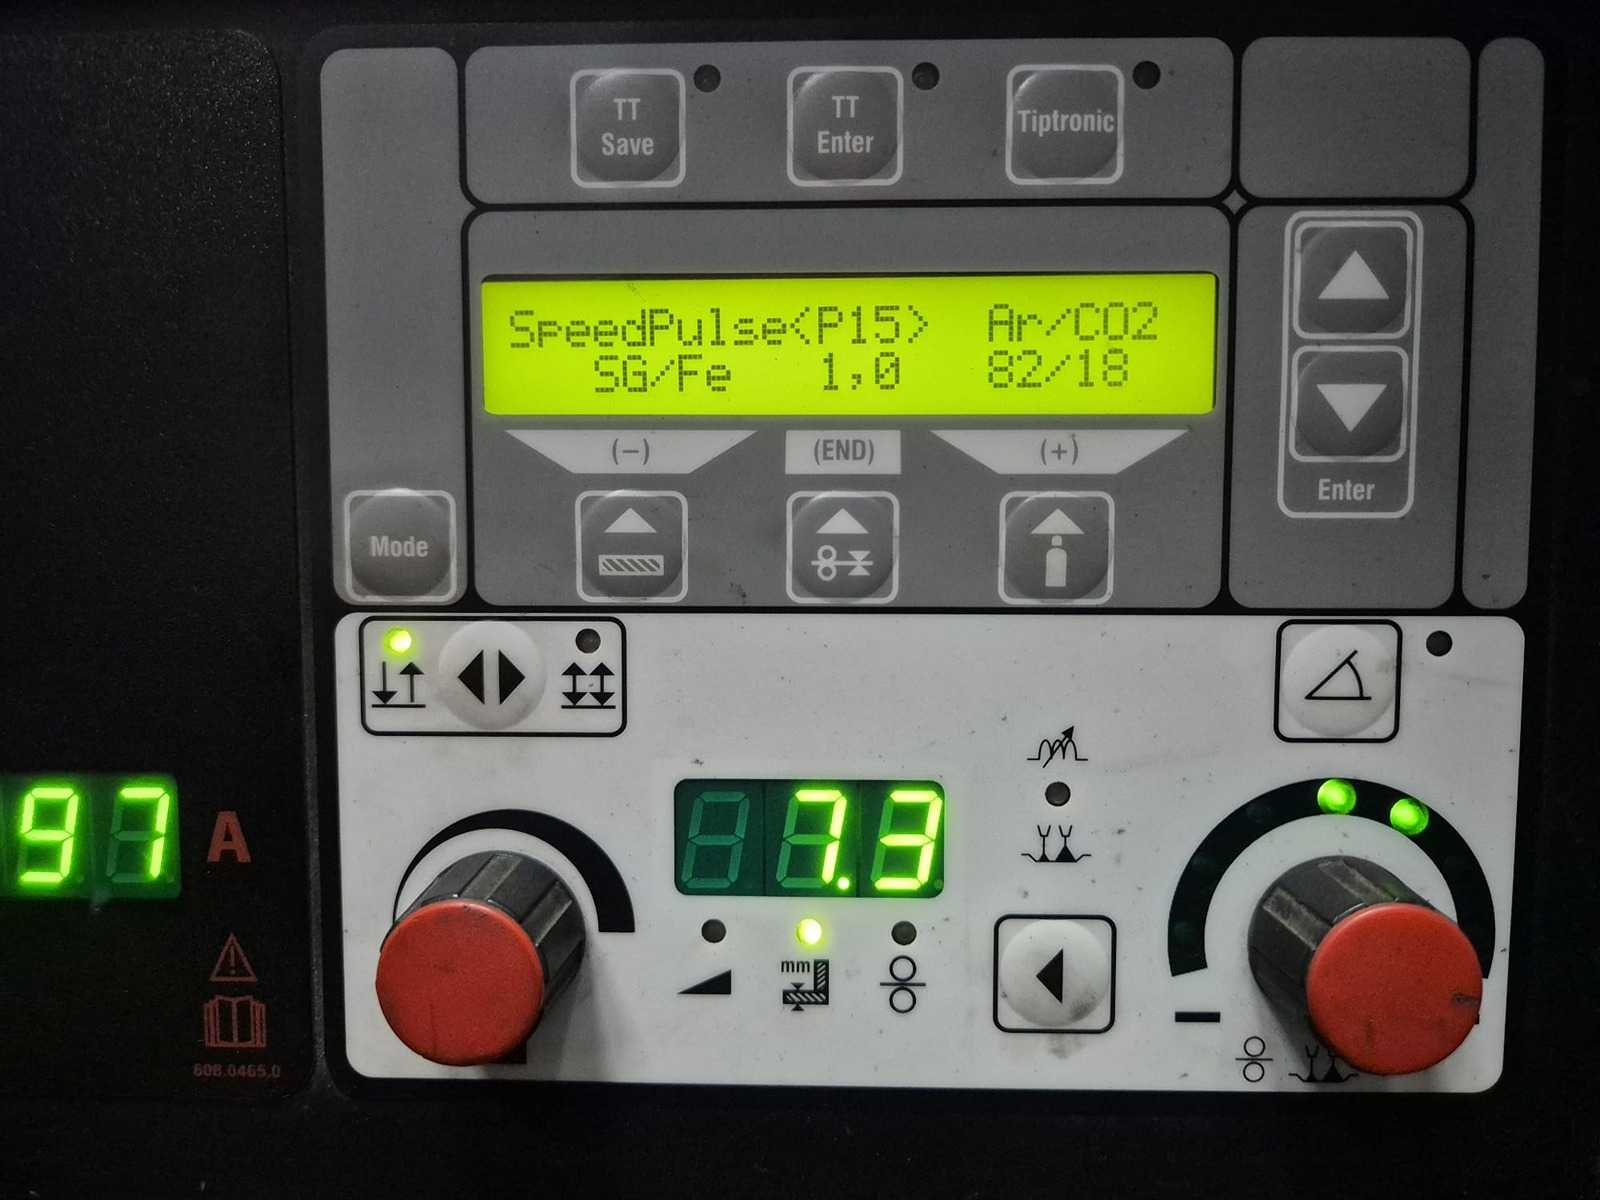 TT
Save
TT
Enter
Tiptronic
SpeedPulse<P15> Ar/CO2
SG/Fe 1,0 82/18
(−)
(END)
(+)
Enter
Mode
97 A
7.3
mm
608.0465.0